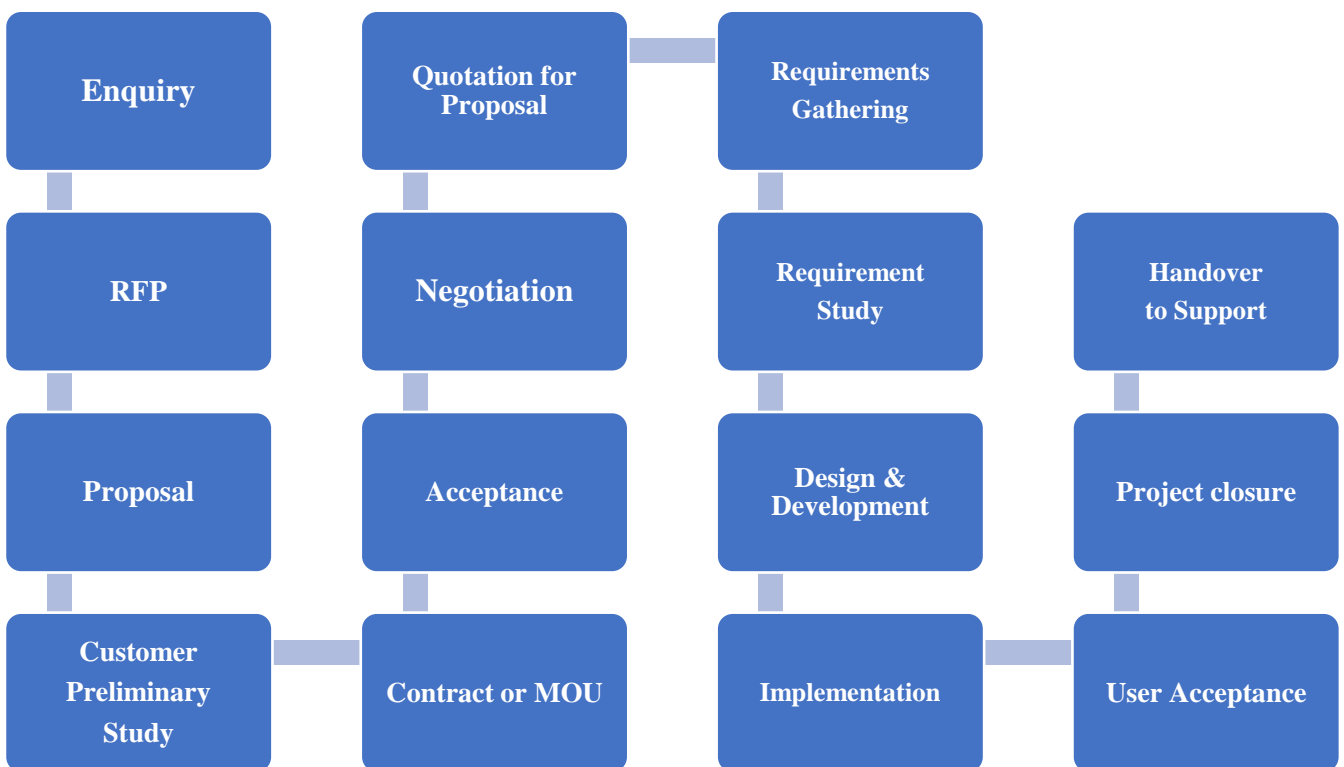 Enquiry
RFP
Proposal
Customer
Preliminary
Study
Contract or MOU
Acceptance
Negotiation
Quotation for
Proposal
Requirements
Gathering
Requirement
Study
Design &
Development
Implementation
User Acceptance
Project closure
Handover
to Support